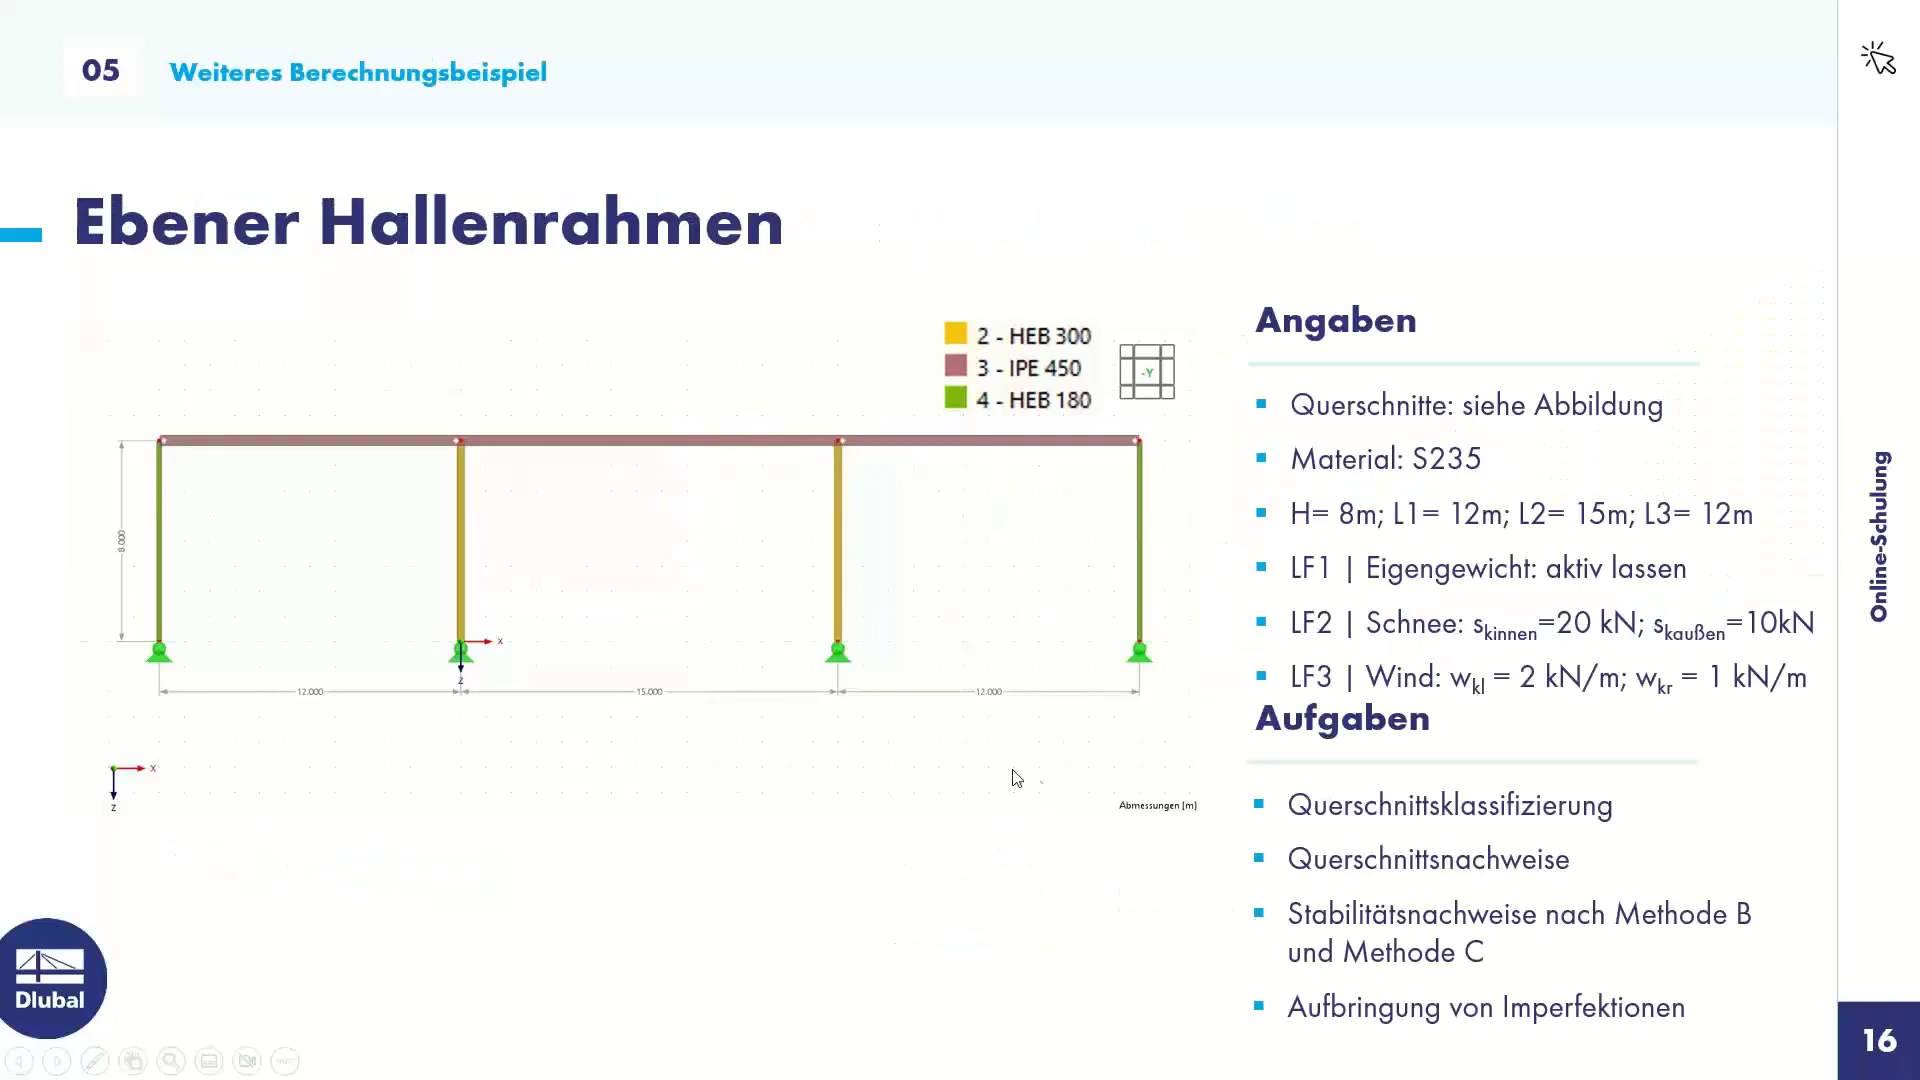 05 Weiteres Berechnungsbeispiel
Ebener Hallenrahmen
2 - HEB 300
3 - IPE 450
4 - HEB 180
-Y
8.000
X
Z
12.000
15.000
12.000
X
Z
Abmessungen [m]
Angaben
Querschnitte: siehe Abbildung
Material: S235
H= 8m; L1= 12m; L2= 15m; L3= 12m
LF1 | Eigengewicht: aktiv lassen
LF2 | Schnee: skinnen=20 kN; skaußen=10kN
LF3 | Wind: wkl = 2 kN/m; wkr = 1 kN/m
Aufgaben
Querschnittsklassifizierung
Querschnittsnachweise
Stabilitätsnachweise nach Methode B
und Methode C
Aufbringung von Imperfektionen
Online-Schulung
Dlubal
16